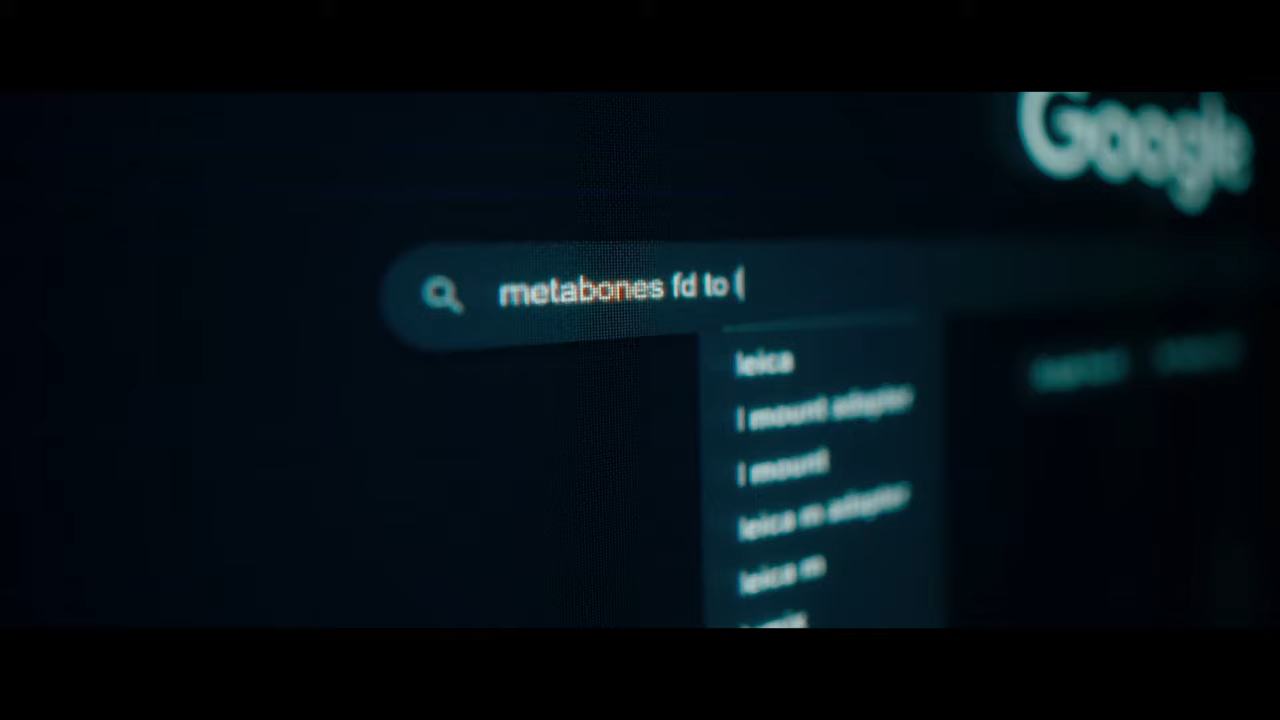 Google
metabones fd to l
leica
l mount adapter
l mount
leica m adapter
leica m